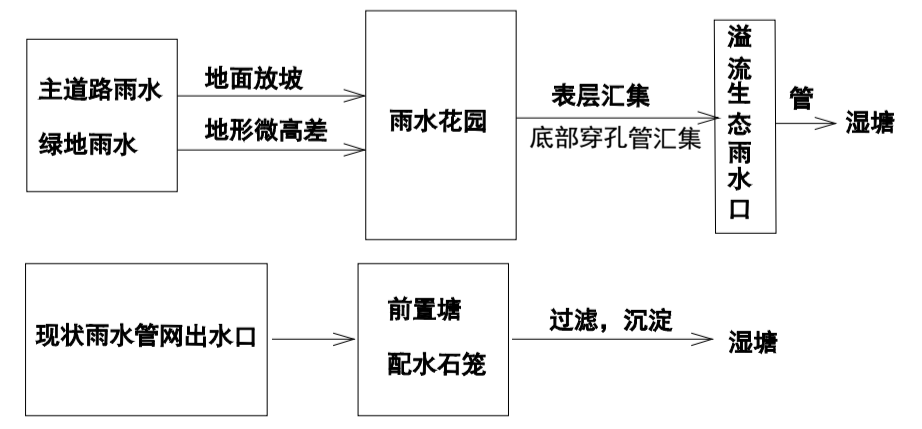 主道路雨水
绿地雨水
地面放坡
地形微高差
雨水花园
表层汇集
底部穿孔管汇集
溢流生态雨水口
管
湿塘
现状雨水管网出水口
前置塘
配水石笼
过滤，沉淀
湿塘